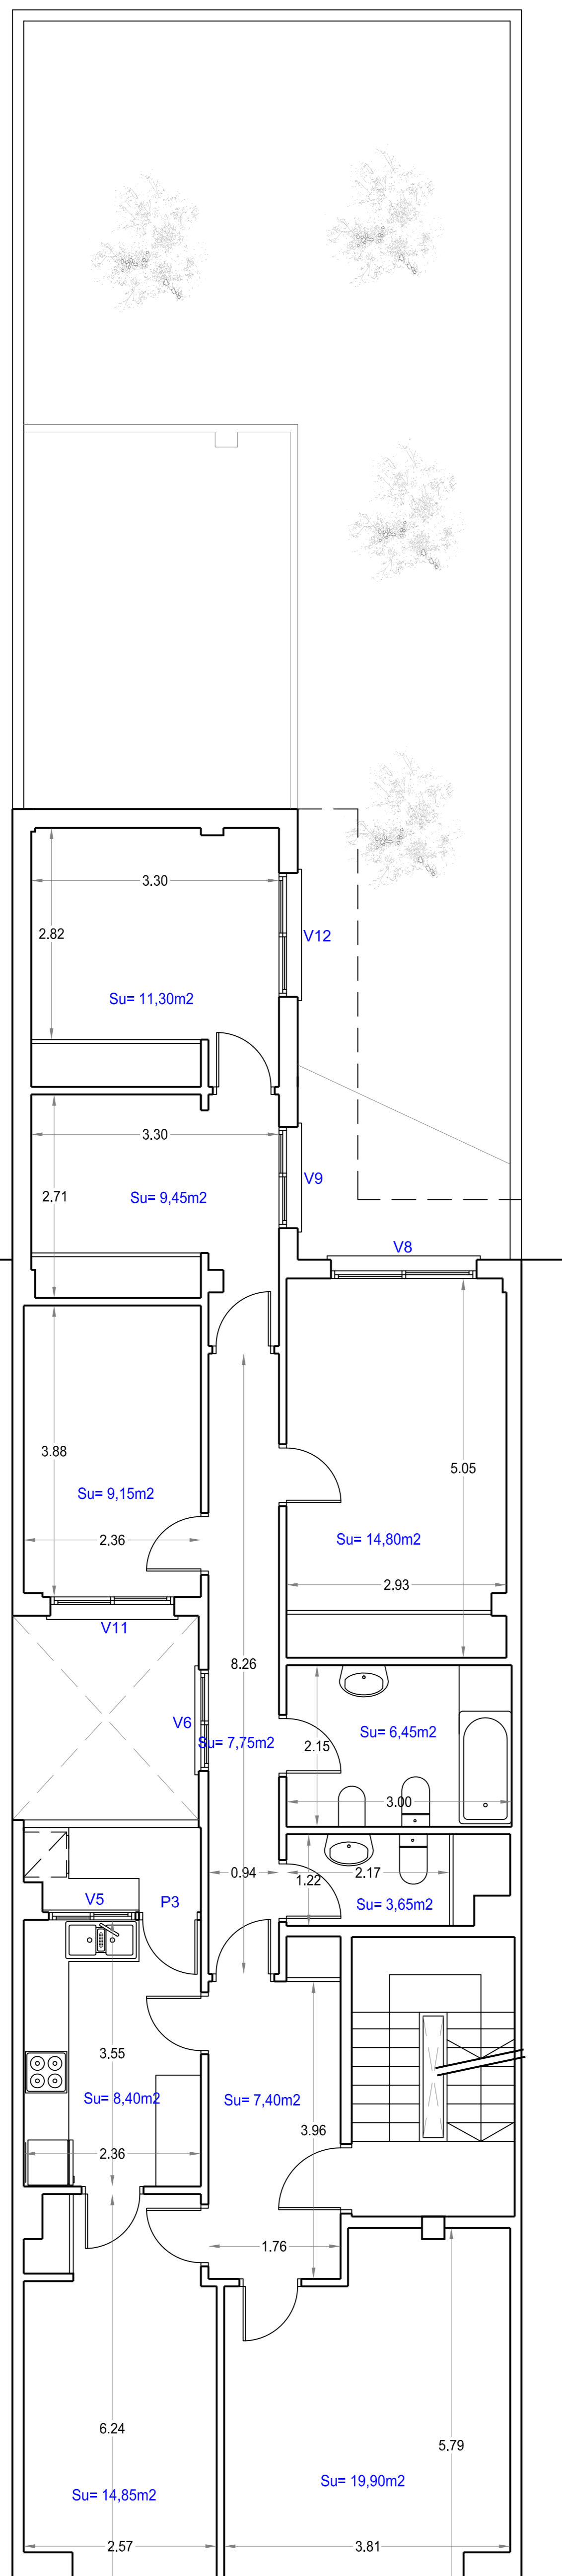 3.30
2.82
V12
Su= 11,30m2
3.30
V9
2.71
Su= 9,45m2
V8
3.88
5.05
Su= 9,15m2
2.36
Su= 14,80m2
2.93
V11
8.26
V6
Su= 6,45m2
Su= 7,75m2
2.15
3.00
0.94
2.17
1.22
V5
P3
Su= 3,65m2
3.55
Su= 8,40m2
Su= 7,40m2
3.96
2.36
1.76
6.24
5.79
Su= 19,90m2
Su= 14,85m2
2.57
3.81